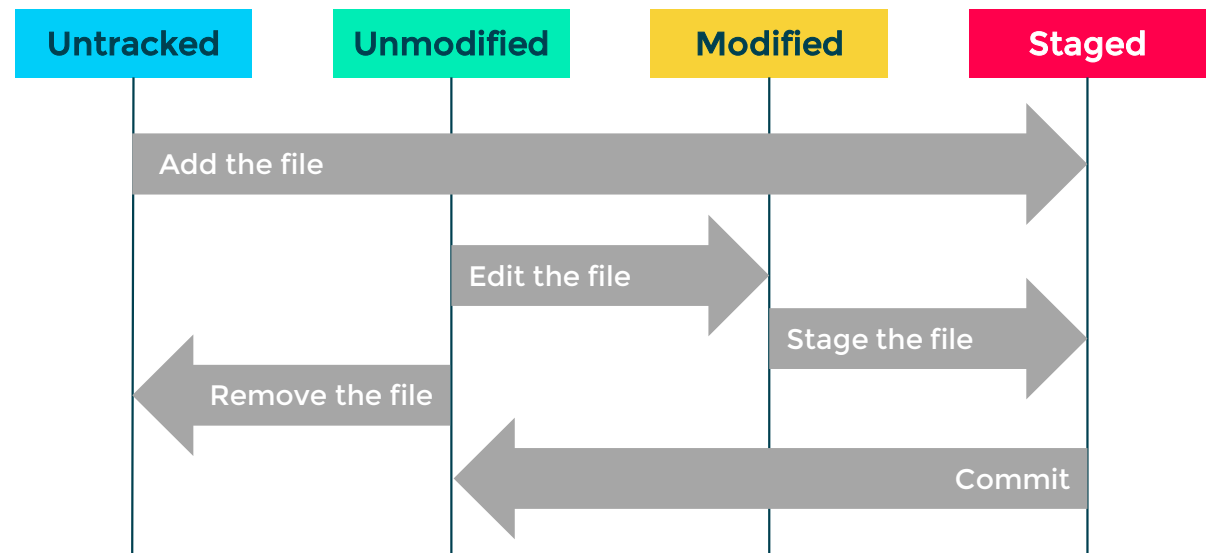 Untracked
Unmodified
Modified
Staged
Add the file
Edit the file
Stage the file
Remove the file
Commit